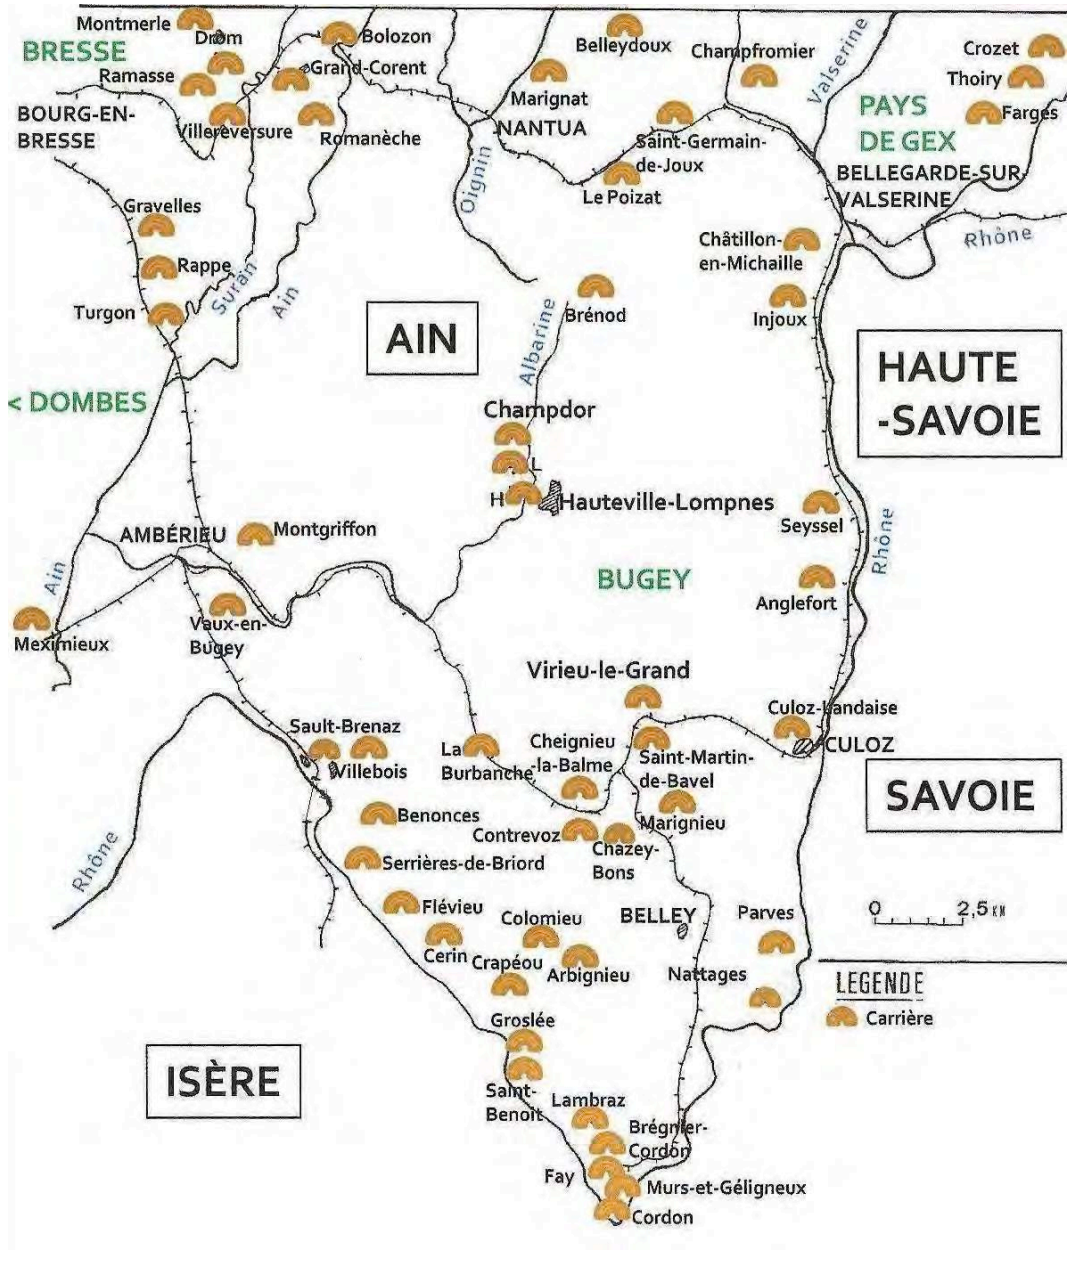 Montmerle
BRESSE
Drom
Bolozon
Ramasse
Grand-Corent
BOURG-EN-
BRESSE
Villereversure
Romanèche
Belleydoux
Champfromier
Valserine
Crozet
Thoiry
Marignat
NANTUA
PAYS
DE GEX
Farges
Saint-Germain-
de-Joux
BELLEGARDE-SUR-
VALSERINE
Oignin
Le Poizat
Gravelles
Châtillon-
en-Michaille
Rhône
Rappe
Suran
Ain
Turgon
Albarine
Brénod
Injoux
AIN
HAUTE
-SAVOIE
< DOMBES
Champdor
L
H
Hauteville-Lompnes
Seyssel
Rhône
AMBÉRIEU
Montgriffon
Ain
BUGEY
Anglefort
Meximieux
Vaux-en-
Bugey
Virieu-le-Grand
Culoz-Landaise
CULOZ
Sault-Brenaz
Villebois
La
Burbanche
Cheignieu
-la-Balme
Saint-Martin-
de-Bavel
SAVOIE
Benonces
Contrevoz
Marignieu
Chazey-
Bons
Rhône
Serrières-de-Briord
Flévieu
Colomieu
BELLEY
Parves
0 2,5 KM
Cerin
Crapéou
Arbignieu
Nattages
LEGENDE
Carrière
Groslée
ISÈRE
Saint-
Benoit
Lambraz
Brégnier-
Cordon
Fay
Murs-et-Géligneux
Cordon